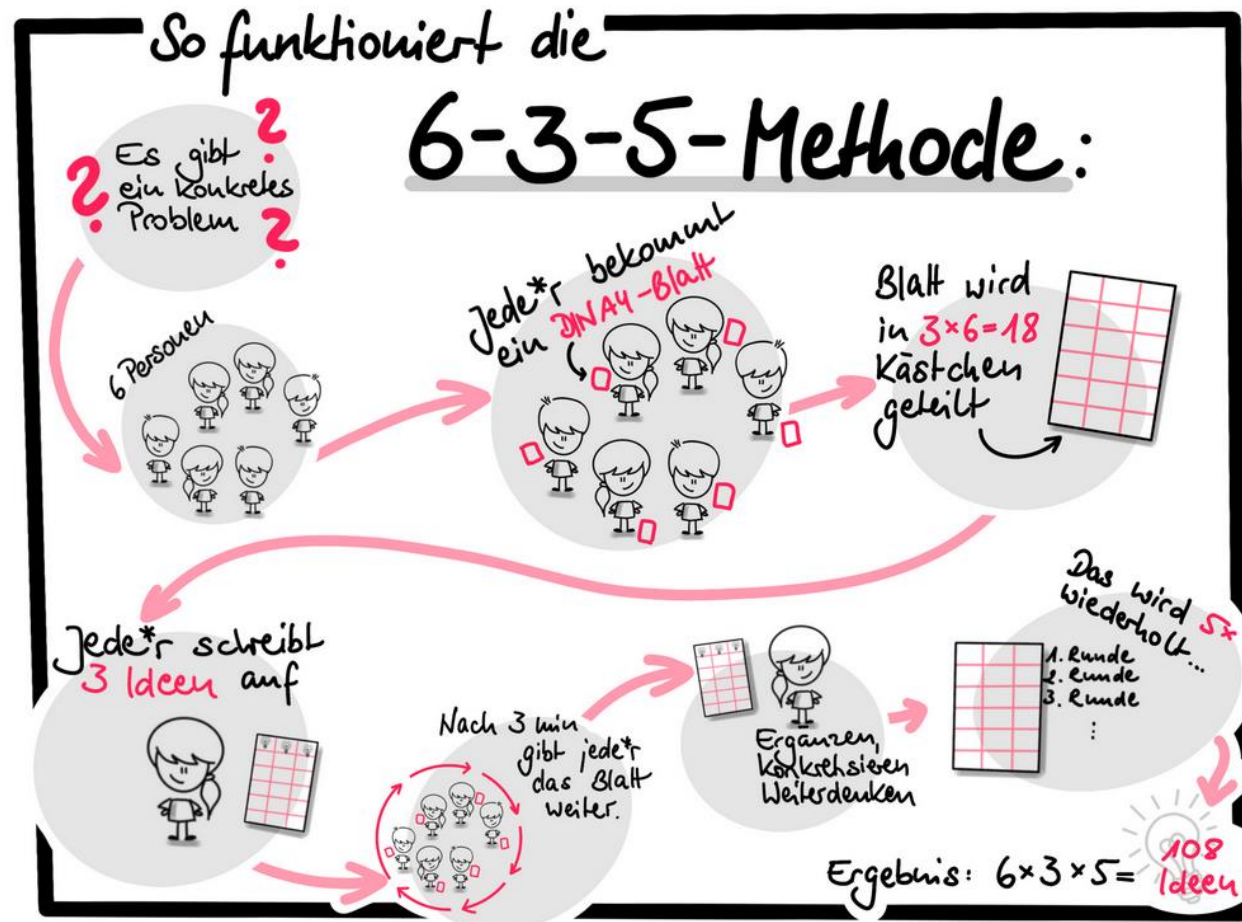 So funktioniert die
6-3-5-Methode:
Es gibt
ein konkretes
Problem
6 Personen
Jede*r bekommt
ein DINA4-Blatt
Blatt wird
in 3×6=18
Kästchen
geteilt
Jede*r schreibt
3 Ideen auf
Nach 3 min
gibt jede*r
das Blatt
weiter.
Ergänzen,
Konkretisieren
Weiterdenken
Das wird 5x
wiederholt...
1. Runde
2. Runde
3. Runde
⋮
Ergebnis: 6×3×5= 108
Ideen